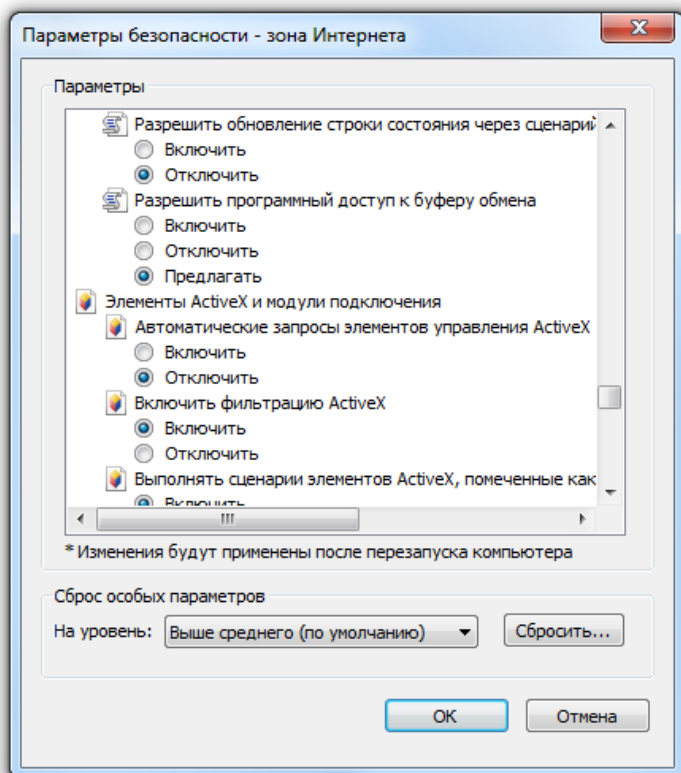 Параметры безопасности - зона Интернета
Параметры
Разрешить обновление строки состояния через сценарий
Включить
Отключить
Разрешить программный доступ к буферу обмена
Включить
Отключить
Предлагать
Элементы ActiveX и модули подключения
Автоматические запросы элементов управления ActiveX
Включить
Отключить
Включить фильтрацию ActiveX
Включить
Отключить
Выполнять сценарии элементов ActiveX, помеченные как
Включить
* Изменения будут применены после перезапуска компьютера
Сброс особых параметров
На уровень: Выше среднего (по умолчанию) Сбросить...
ОК Отмена